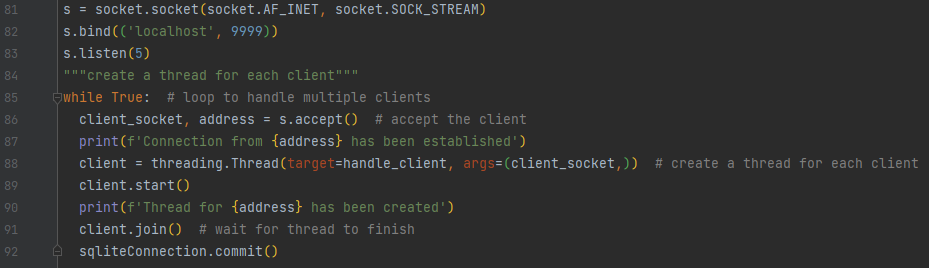 81 s = socket.socket(socket.AF_INET, socket.SOCK_STREAM)
82 s.bind(('localhost', 9999))
83 s.listen(5)
84 """create a thread for each client"""
85 while True:  # loop to handle multiple clients
86   client_socket, address = s.accept()  # accept the client
87   print(f'Connection from {address} has been established')
88   client = threading.Thread(target=handle_client, args=(client_socket,))  # create a thread for each client
89   client.start()
90   print(f'Thread for {address} has been created')
91   client.join()  # wait for thread to finish
92   sqliteConnection.commit()